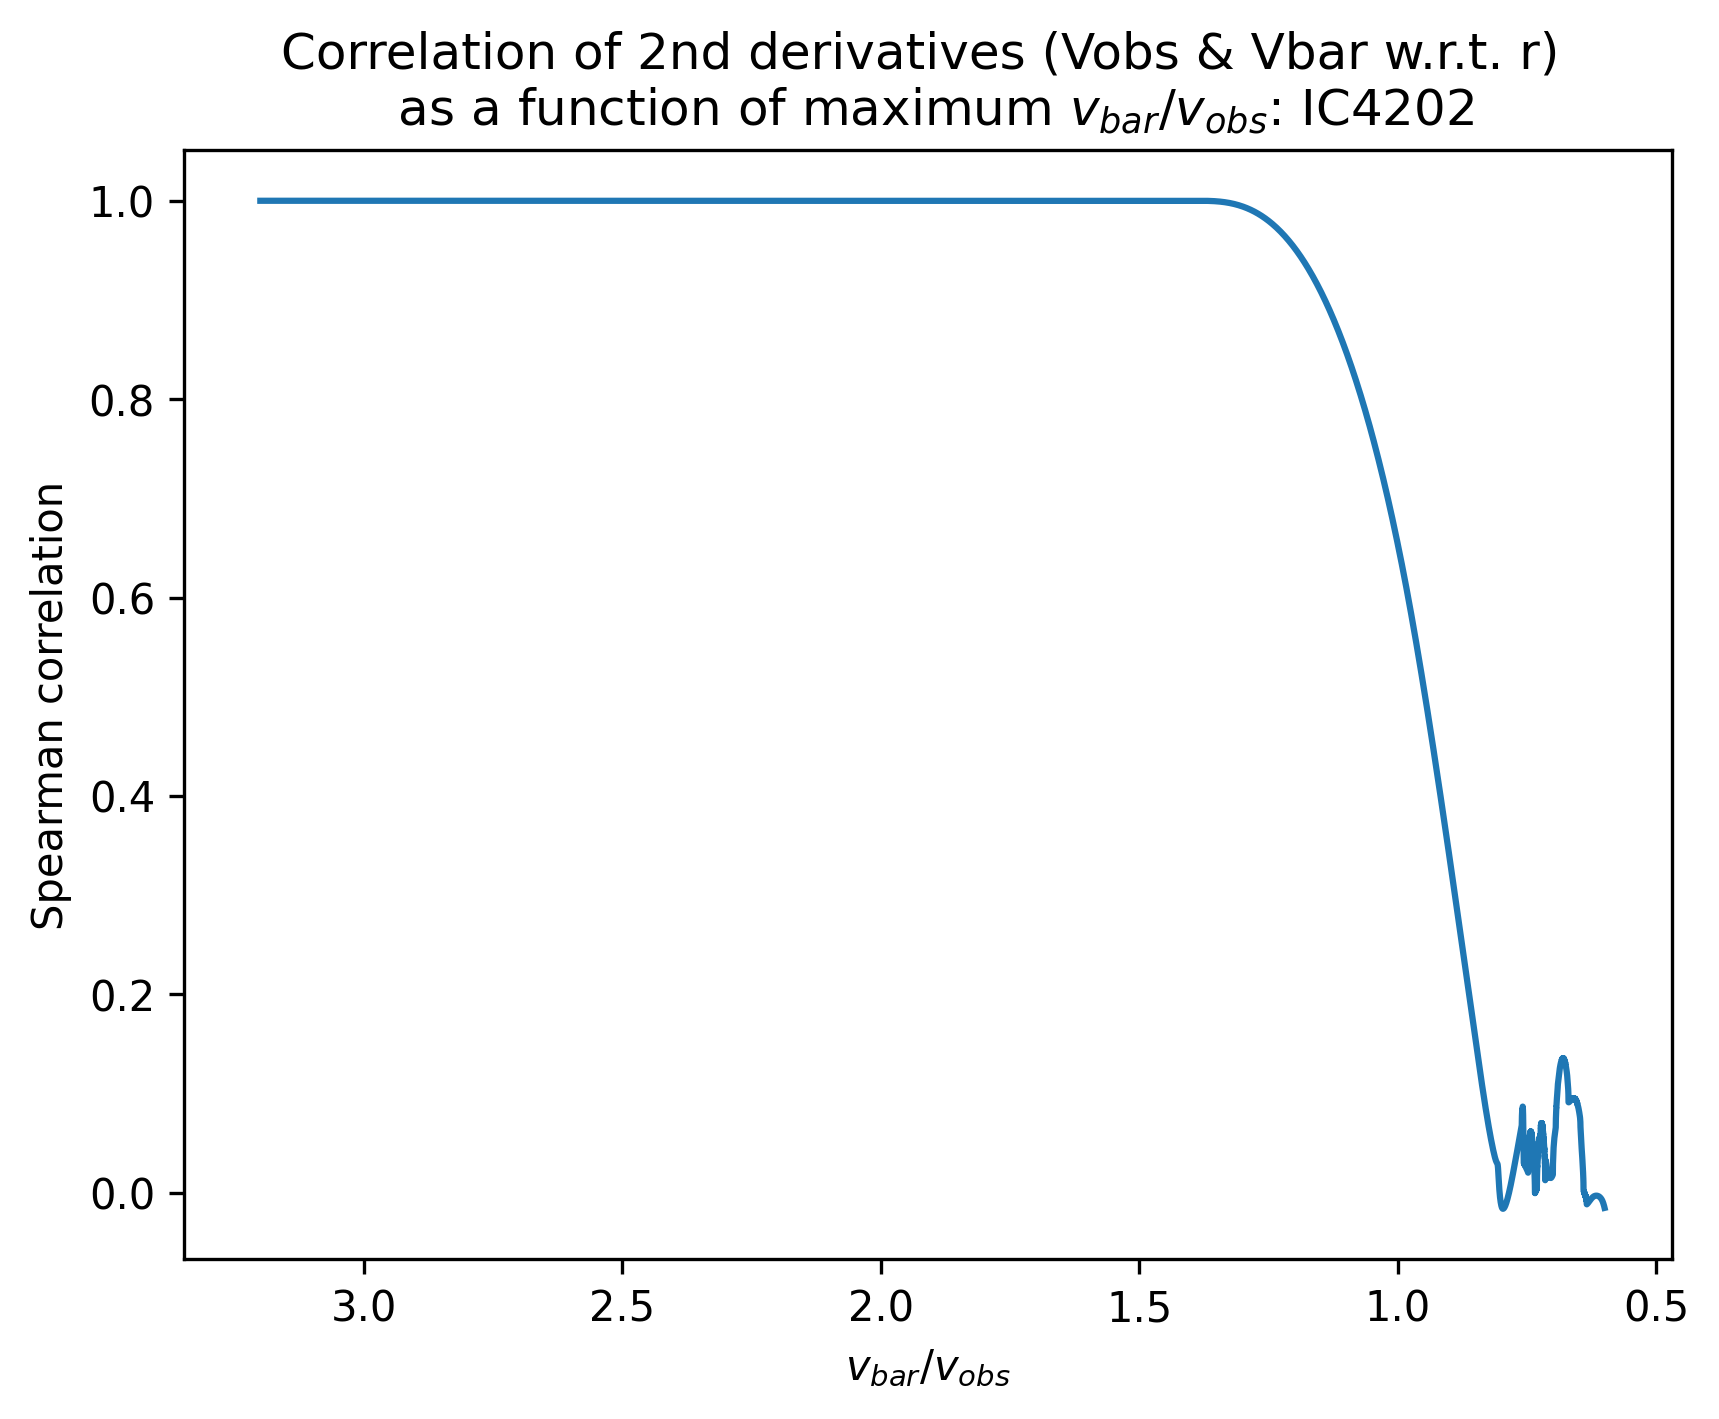 Correlation of 2nd derivatives (Vobs & Vbar w.r.t. r)
as a function of maximum v_bar/v_obs: IC4202
1.0
0.8
0.6
0.4
0.2
0.0
Spearman correlation
3.0 2.5 2.0 1.5 1.0 0.5
v_bar/v_obs